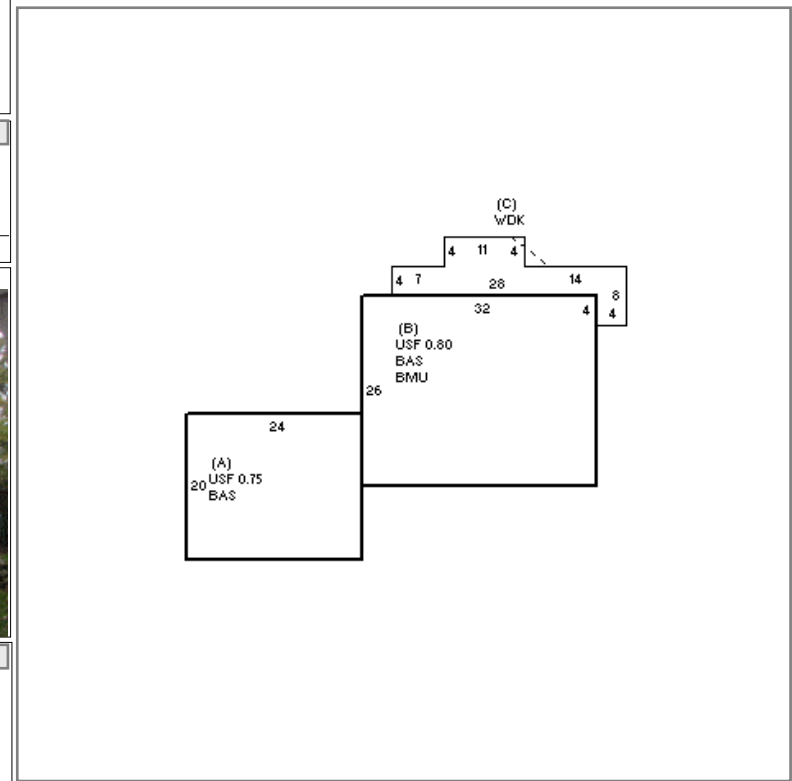 (C)
WDK
4 11 4
4 7 14
28
8
32 4 4
(B)
USF 0.80
BAS
BMU
26
24
(A)
20 USF 0.75
BAS